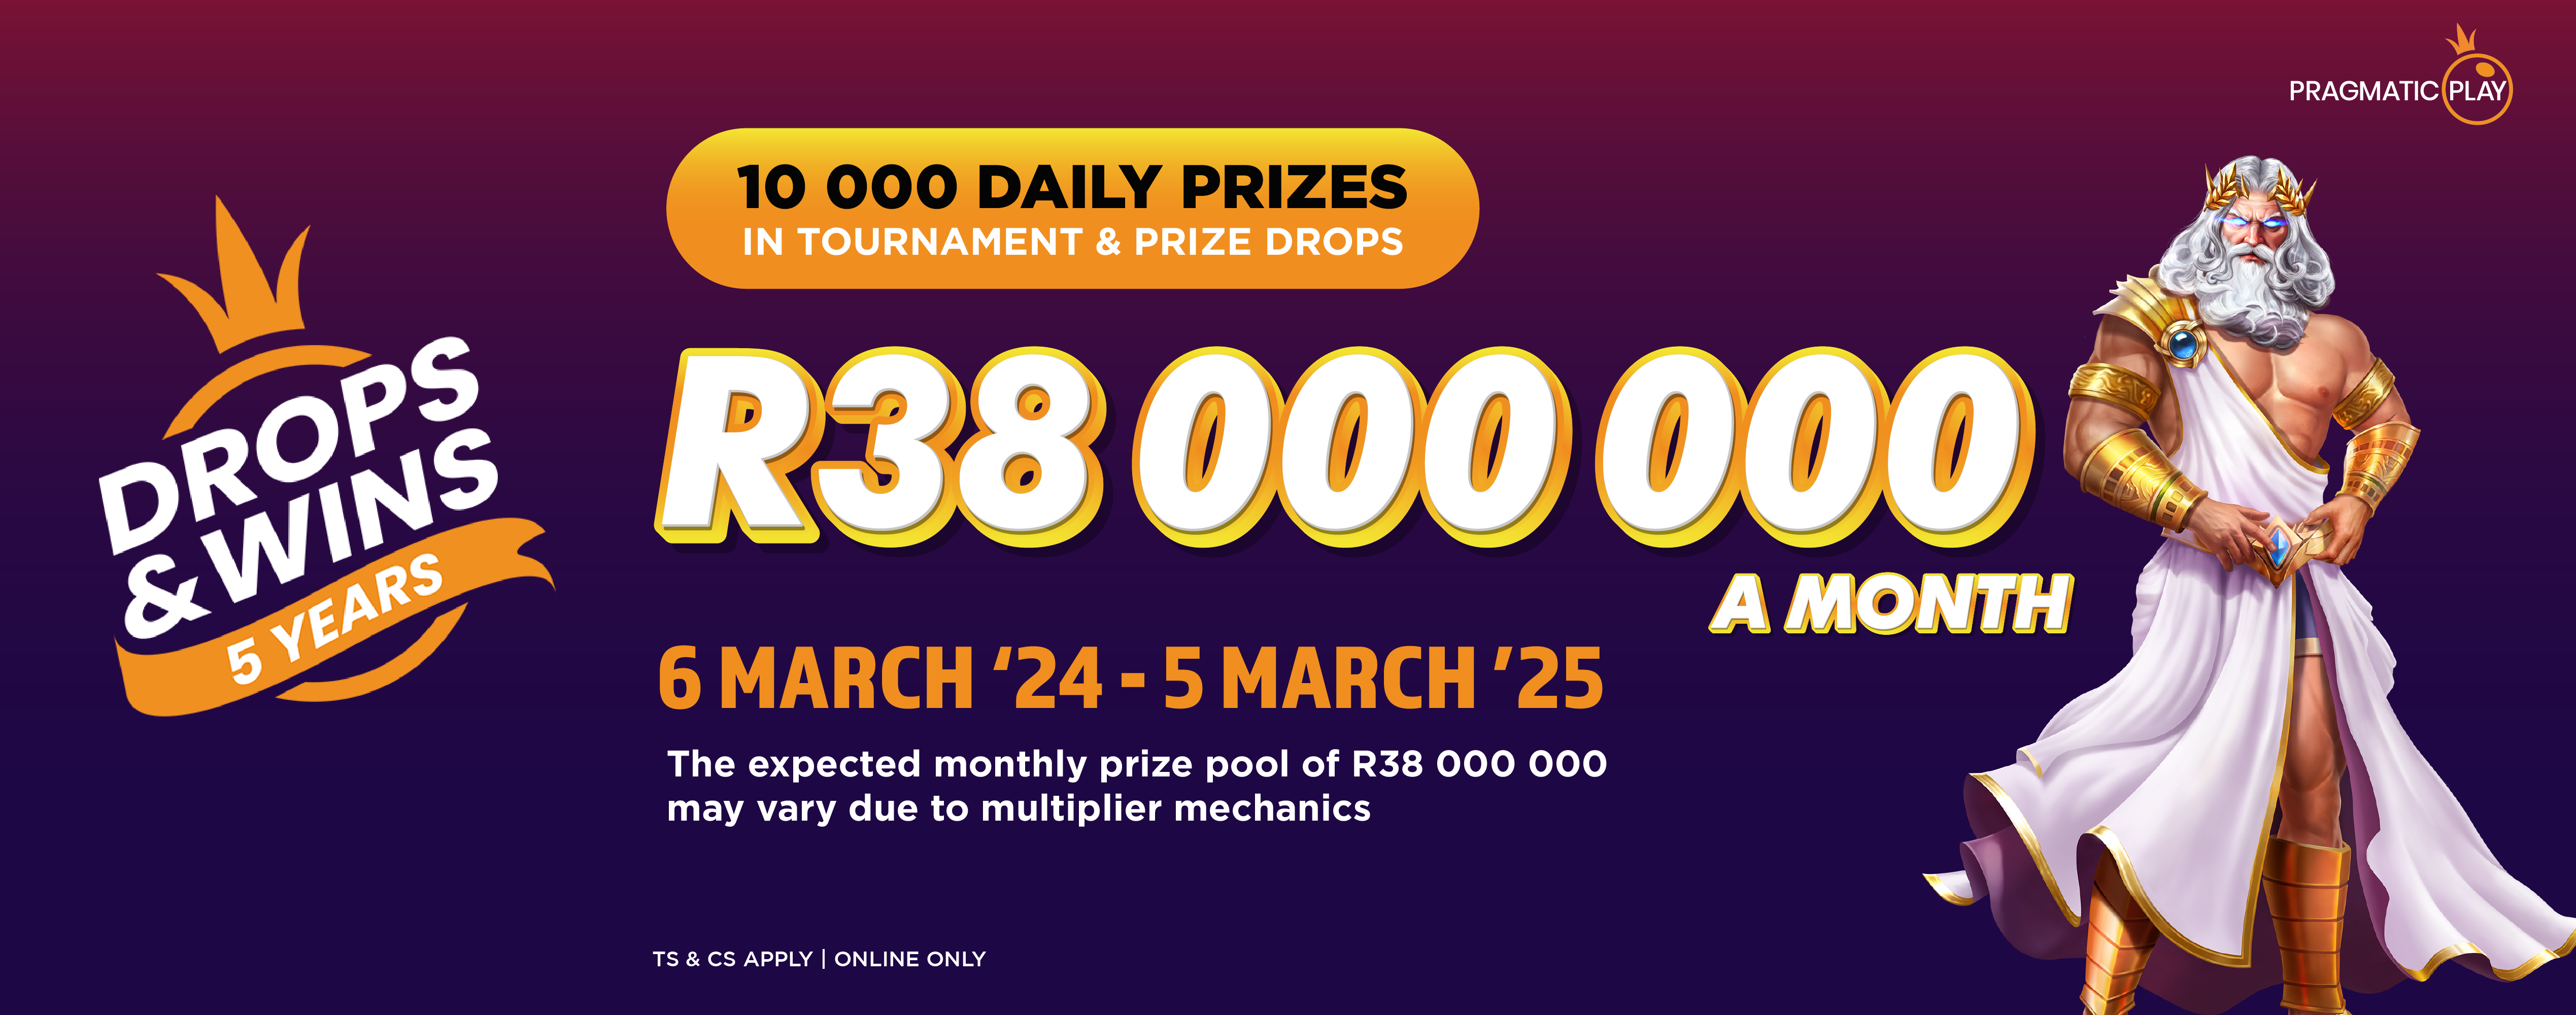 PRAGMATIC PLAY
10 000 DAILY PRIZES
IN TOURNAMENT & PRIZE DROPS
DROPS
& WINS
5 YEARS
R38 000 000
A MONTH
6 MARCH ‘24 - 5 MARCH ’25
The expected monthly prize pool of R38 000 000
may vary due to multiplier mechanics
TS & CS APPLY | ONLINE ONLY